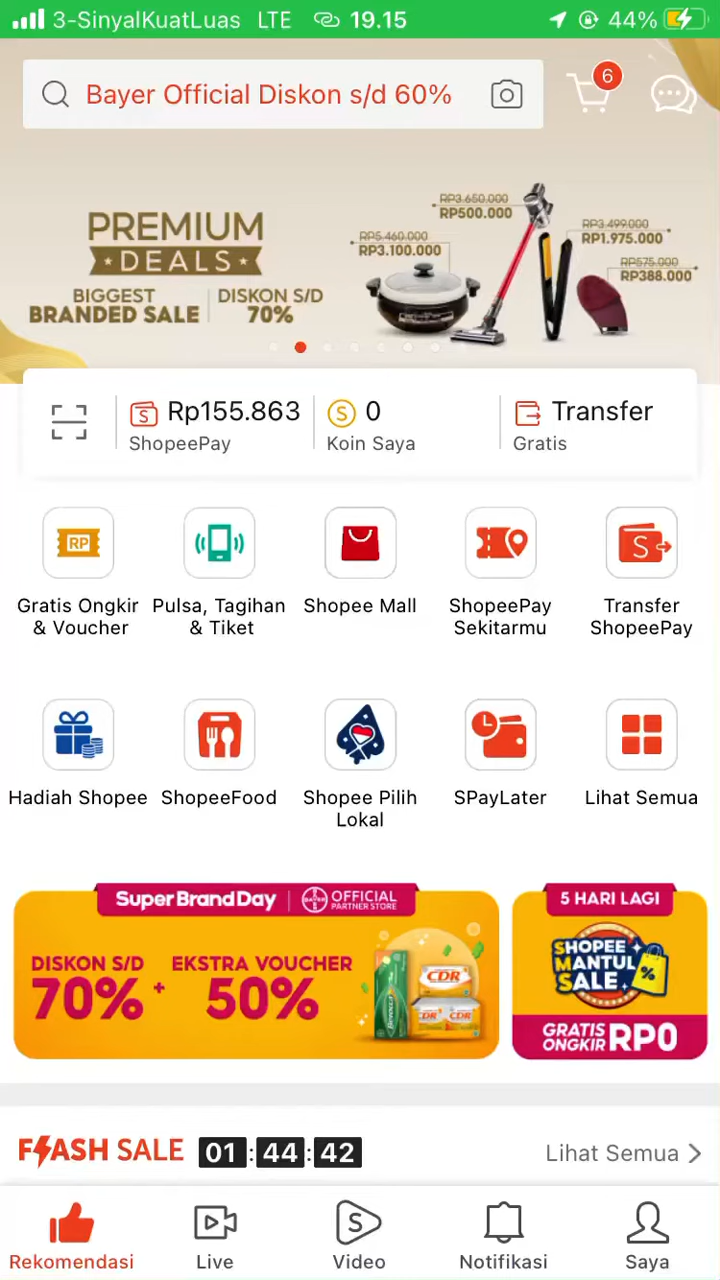 3-SinyalKuatLuas LTE 19.15 44%
Bayer Official Diskon s/d 60%
6
PREMIUM
DEALS
BIGGEST
BRANDED SALE
DISKON S/D
70%
RP3.650.000
RP500.000
RP5.460.000
RP3.100.000
RP3.499.000
RP1.975.000
RP575.000
RP388.000
Rp155.863
ShopeePay
0
Koin Saya
Transfer
Gratis
RP
Gratis Ongkir
& Voucher
Pulsa, Tagihan
& Tiket
Shopee Mall
ShopeePay
Sekitarmu
Transfer
ShopeePay
Hadiah Shopee
ShopeeFood
Shopee Pilih
Lokal
SPayLater
Lihat Semua
Super Brand Day
BAYER
OFFICIAL
PARTNER STORE
DISKON S/D
70%
+
EKSTRA VOUCHER
50%
CDR
CDR
CDR
5 HARI LAGI
SHOPEE
MANTUL
SALE
%
GRATIS
ONGKIR
RP0
FLASH SALE 01:44:42
Lihat Semua >
Rekomendasi
Live
Video
Notifikasi
Saya